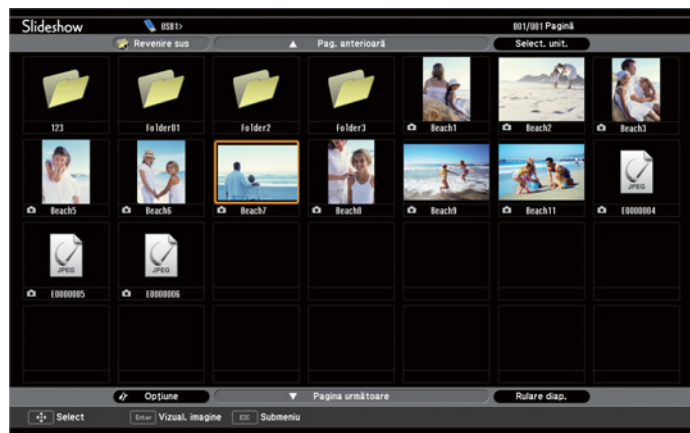 Slideshow USB1> 001/001 Pagină
Revenire sus ▲ Pag. anterioară Select. unit.
123 Folder01 Folder2 Folder3 Beach1 Beach2 Beach3
JPEG
Beach5 Beach6 Beach7 Beach8 Beach9 Beach11 E0000004
JPEG JPEG
E0000005 E0000006
Opțiune ▼ Pagina următoare Rulare diap.
Select Enter Vizual. imagine ESC Submeniu